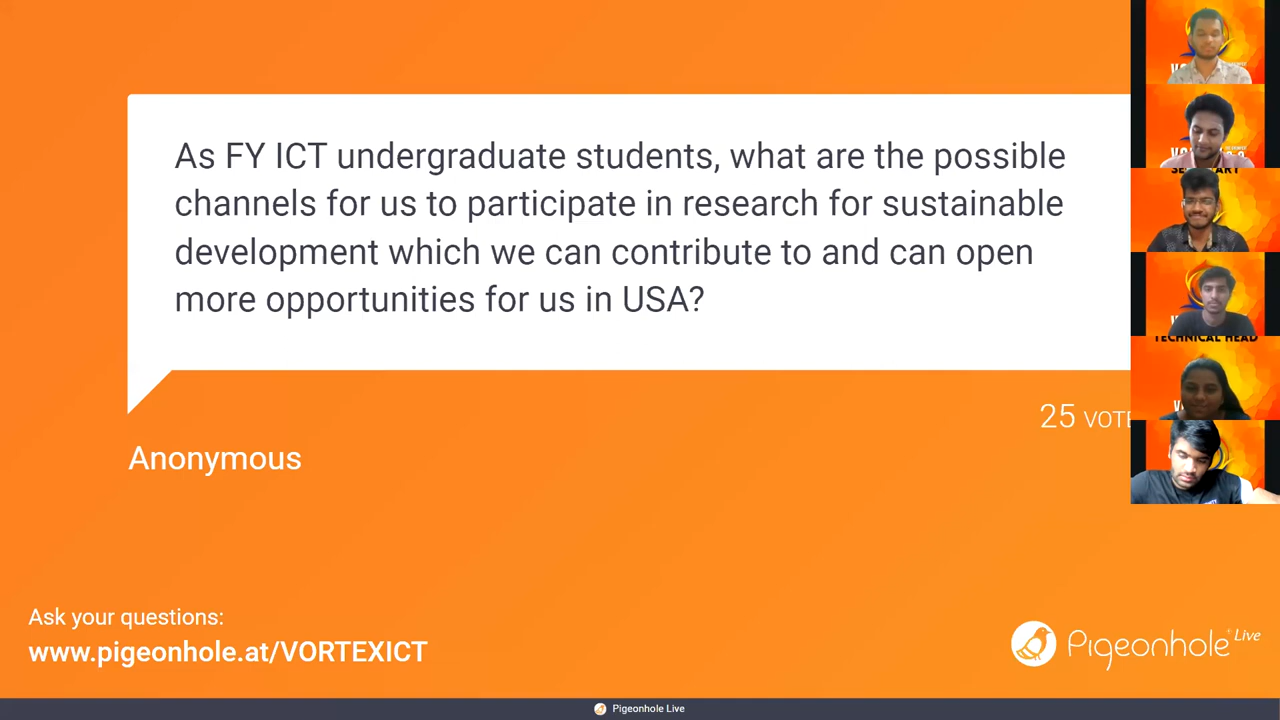 As FY ICT undergraduate students, what are the possible
channels for us to participate in research for sustainable
development which we can contribute to and can open
more opportunities for us in USA?
25 VOTE
Anonymous
TECHNICAL HEAD
Ask your questions:
www.pigeonhole.at/VORTEXICT
Pigeonhole Live
Pigeonhole Live